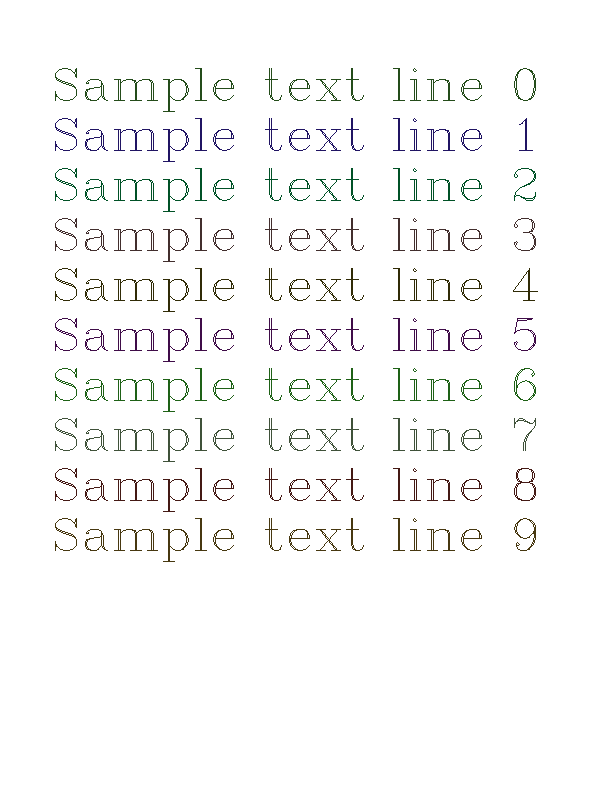 Sample text line 0
Sample text line 1
Sample text line 2
Sample text line 3
Sample text line 4
Sample text line 5
Sample text line 6
Sample text line 7
Sample text line 8
Sample text line 9